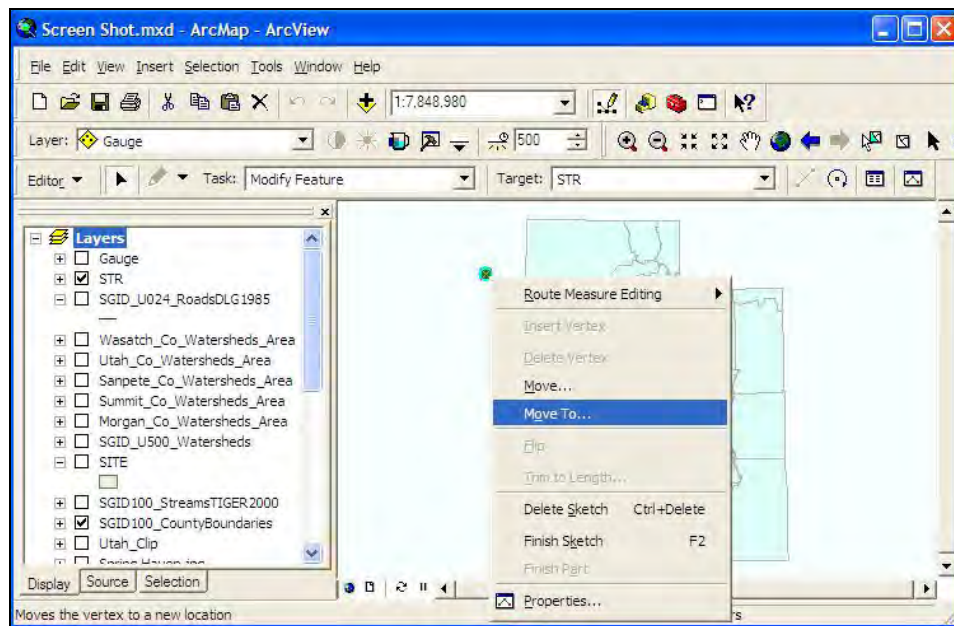 Screen Shot.mxd - ArcMap - ArcView
File Edit View Insert Selection Tools Window Help
1:7,848,980
Layer: Gauge 500
Editor Task: Modify Feature Target: STR
Layers
Gauge
STR
SGID_U024_RoadsDLG1985
Wasatch_Co_Watersheds_Area
Utah_Co_Watersheds_Area
Sanpete_Co_Watersheds_Area
Summit_Co_Watersheds_Area
Morgan_Co_Watersheds_Area
SGID_U500_Watersheds
SITE
SGID100_StreamsTIGER2000
SGID100_CountyBoundaries
Utah_Clip
Route Measure Editing
Insert Vertex
Delete Vertex
Move...
Move To...
Flip
Trim to Length...
Delete Sketch Ctrl+Delete
Finish Sketch F2
Finish Part
Properties...
Display Source Selection
Moves the vertex to a new location